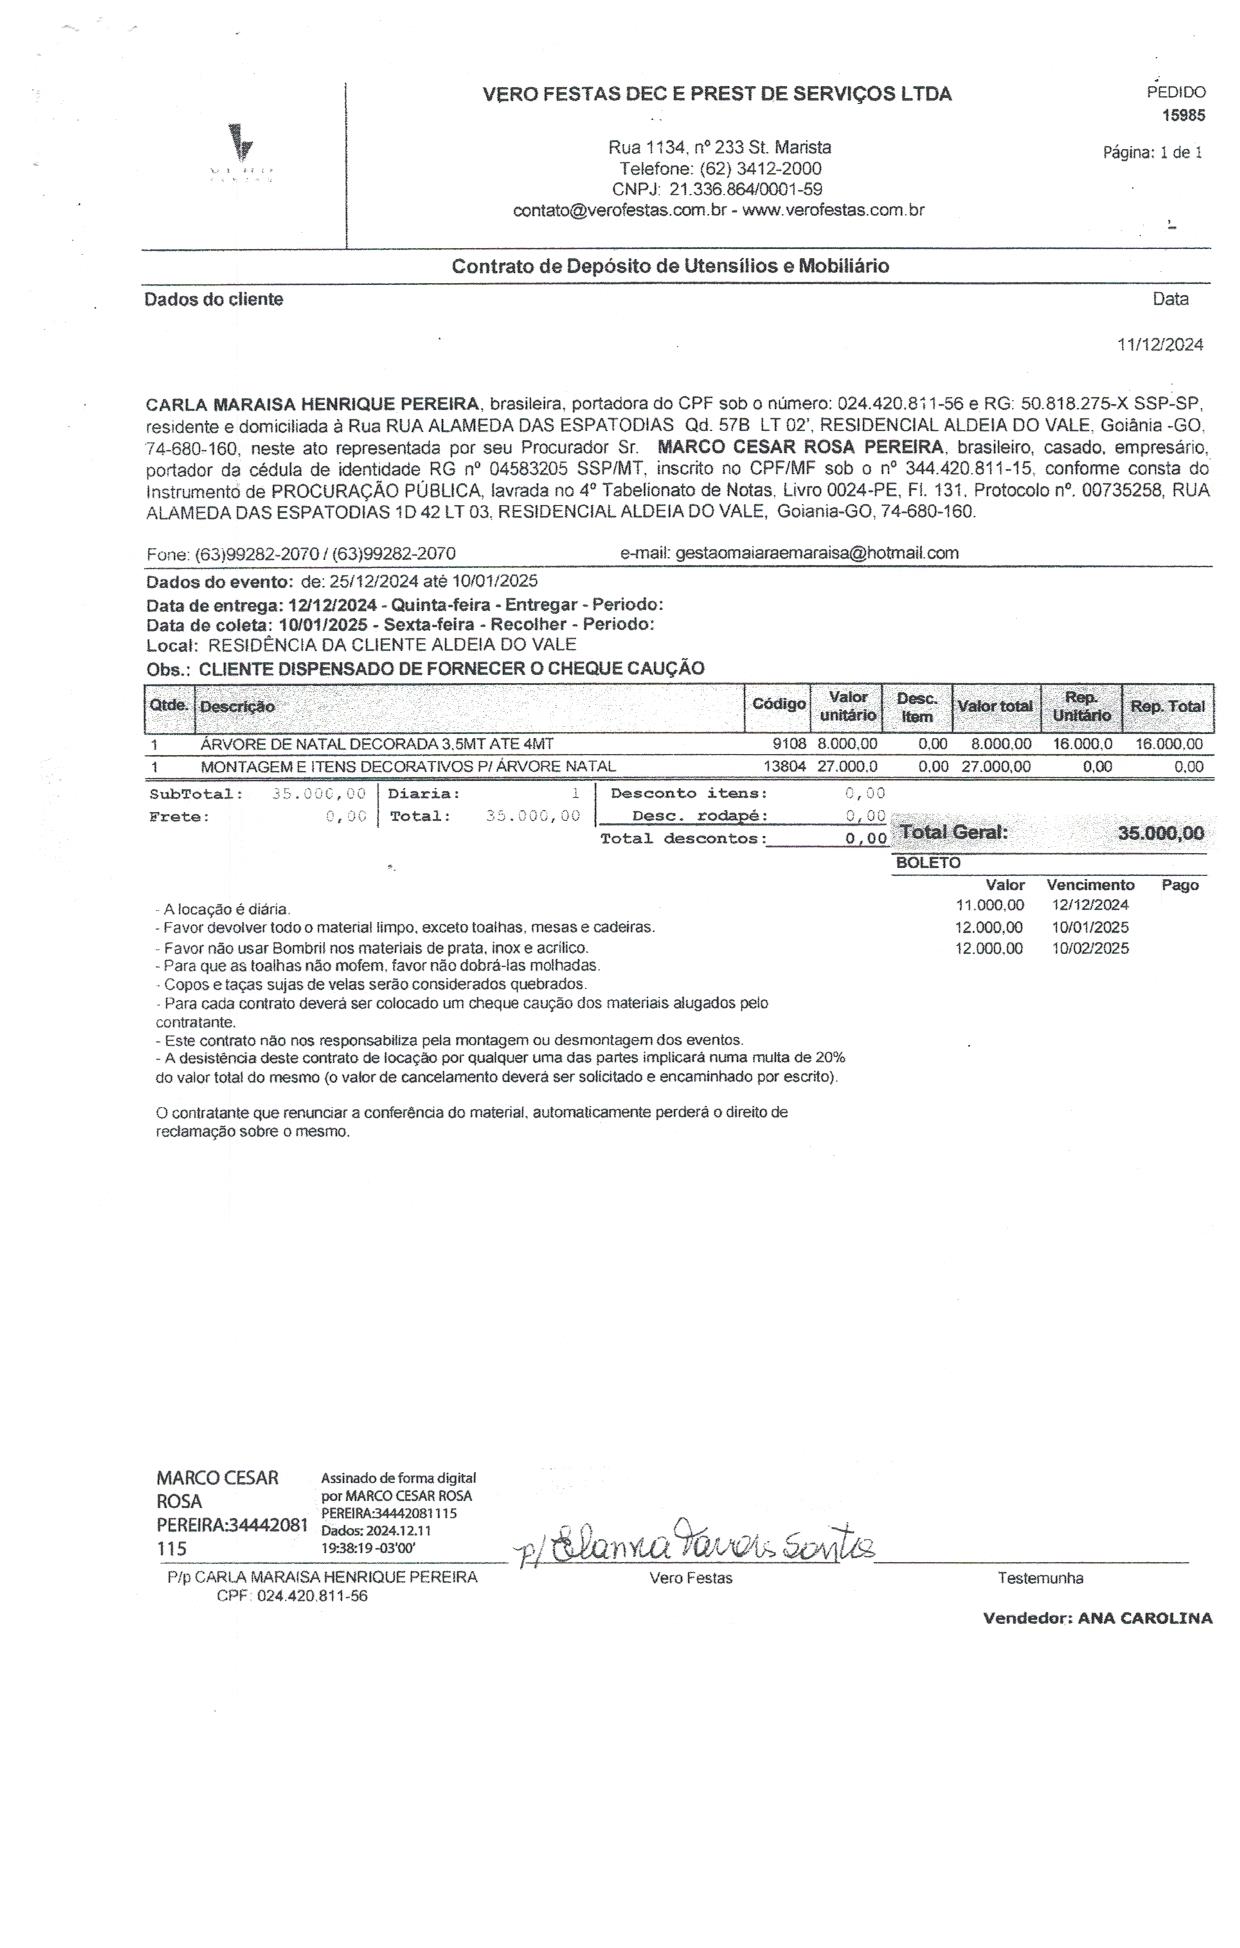 VERO FESTAS DEC E PREST DE SERVIÇOS LTDA
PEDIDO
15985
Rua 1134, nº 233 St. Marista
Página: 1 de 1
Telefone: (62) 3412-2000
CNPJ: 21.336.864/0001-59
contato@verofestas.com.br - www.verofestas.com.br
Contrato de Depósito de Utensílios e Mobiliário
Dados do cliente Data
11/12/2024
CARLA MARAISA HENRIQUE PEREIRA, brasileira, portadora do CPF sob o número: 024.420.811-56 e RG: 50.818.275-X SSP-SP,
residente e domiciliada à Rua RUA ALAMEDA DAS ESPATODIAS Qd. 57B LT 02', RESIDENCIAL ALDEIA DO VALE, Goiânia -GO,
74-680-160, neste ato representada por seu Procurador Sr. MARCO CESAR ROSA PEREIRA, brasileiro, casado, empresário,
portador da cédula de identidade RG nº 04583205 SSP/MT, inscrito no CPF/MF sob o nº 344.420.811-15, conforme consta do
Instrumento de PROCURAÇÃO PÚBLICA, lavrada no 4º Tabelionato de Notas, Livro 0024-PE, Fl. 131, Protocolo nº. 00735258, RUA
ALAMEDA DAS ESPATODIAS 1D 42 LT 03, RESIDENCIAL ALDEIA DO VALE, Goiania-GO, 74-680-160.
Fone: (63)99282-2070 / (63)99282-2070 e-mail: gestaomaiaraemaraisa@hotmail.com
Dados do evento: de: 25/12/2024 até 10/01/2025
Data de entrega: 12/12/2024 - Quinta-feira - Entregar - Periodo:
Data de coleta: 10/01/2025 - Sexta-feira - Recolher - Periodo:
Local: RESIDÊNCIA DA CLIENTE ALDEIA DO VALE
Obs.: CLIENTE DISPENSADO DE FORNECER O CHEQUE CAUÇÃO
Qtde. Descrição Código Valor unitário Desc. Item Valor total Rep. Unitário Rep. Total
1 ÁRVORE DE NATAL DECORADA 3,5MT ATE 4MT 9108 8.000,00 0,00 8.000,00 16.000,0 16.000,00
1 MONTAGEM E ITENS DECORATIVOS P/ ÁRVORE NATAL 13804 27.000,0 0,00 27.000,00 0,00 0,00
SubTotal: 35.000,00 Diaria: 1 Desconto itens: 0,00
Frete: 0,00 Total: 35.000,00 Desc. rodapé: 0,00
Total descontos: 0,00 Total Geral: 35.000,00
BOLETO
Valor Vencimento Pago
11.000,00 12/12/2024
12.000,00 10/01/2025
12.000,00 10/02/2025
- A locação é diária.
- Favor devolver todo o material limpo, exceto toalhas, mesas e cadeiras.
- Favor não usar Bombril nos materiais de prata, inox e acrílico.
- Para que as toalhas não mofem, favor não dobrá-las molhadas.
- Copos e taças sujas de velas serão considerados quebrados.
- Para cada contrato deverá ser colocado um cheque caução dos materiais alugados pelo
contratante.
- Este contrato não nos responsabiliza pela montagem ou desmontagem dos eventos.
- A desistência deste contrato de locação por qualquer uma das partes implicará numa multa de 20%
do valor total do mesmo (o valor de cancelamento deverá ser solicitado e encaminhado por escrito).
O contratante que renunciar a conferência do material, automaticamente perderá o direito de
reclamação sobre o mesmo.
MARCO CESAR
ROSA
PEREIRA:34442081
115
Assinado de forma digital
por MARCO CESAR ROSA
PEREIRA:34442081115
Dados: 2024.12.11
19:38:19 -03'00'
p/
Santos
P/p CARLA MARAISA HENRIQUE PEREIRA
CPF: 024.420.811-56
Vero Festas
Testemunha
Vendedor: ANA CAROLINA